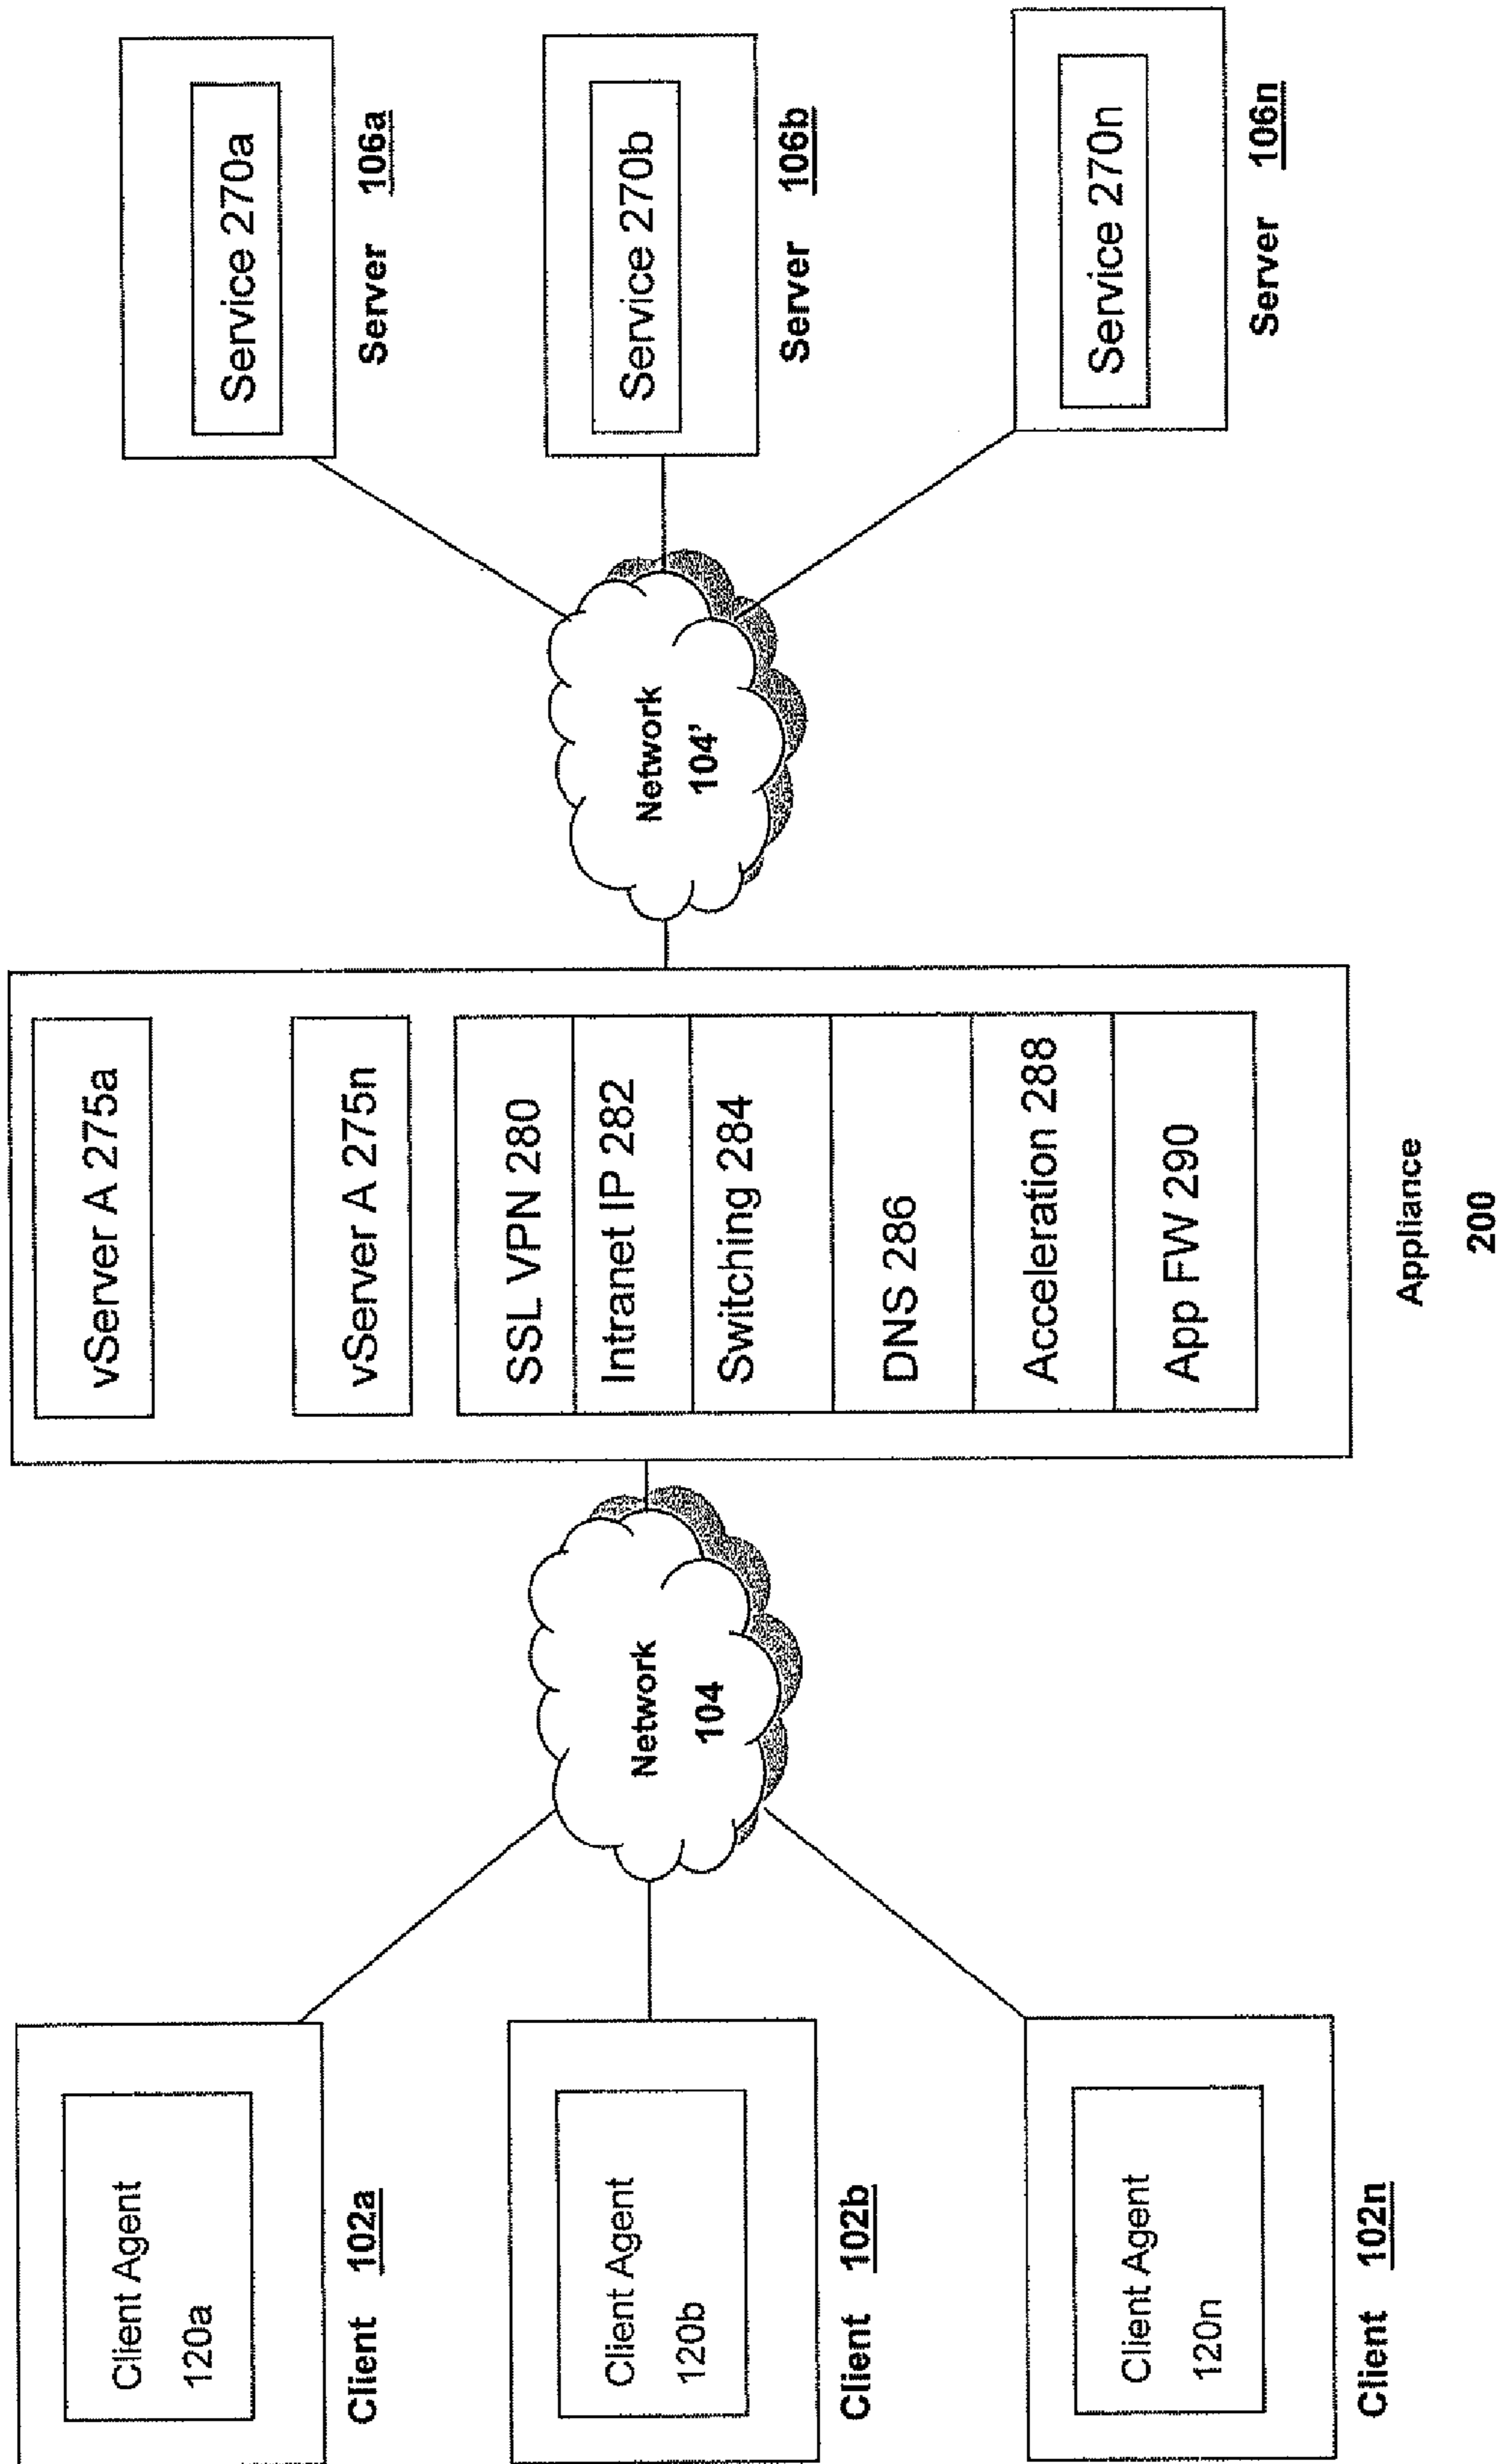 Client Agent
120a
Client 102a
Client Agent
120b
Client 102b
Client Agent
120n
Client 102n
Network
104
vServer A 275a
vServer A 275n
SSL VPN 280
Intranet IP 282
Switching 284
DNS 286
Acceleration 288
App FW 290
Appliance
200
Network
104'
Service 270a
Server 106a
Service 270b
Server 106b
Service 270n
Server 106n